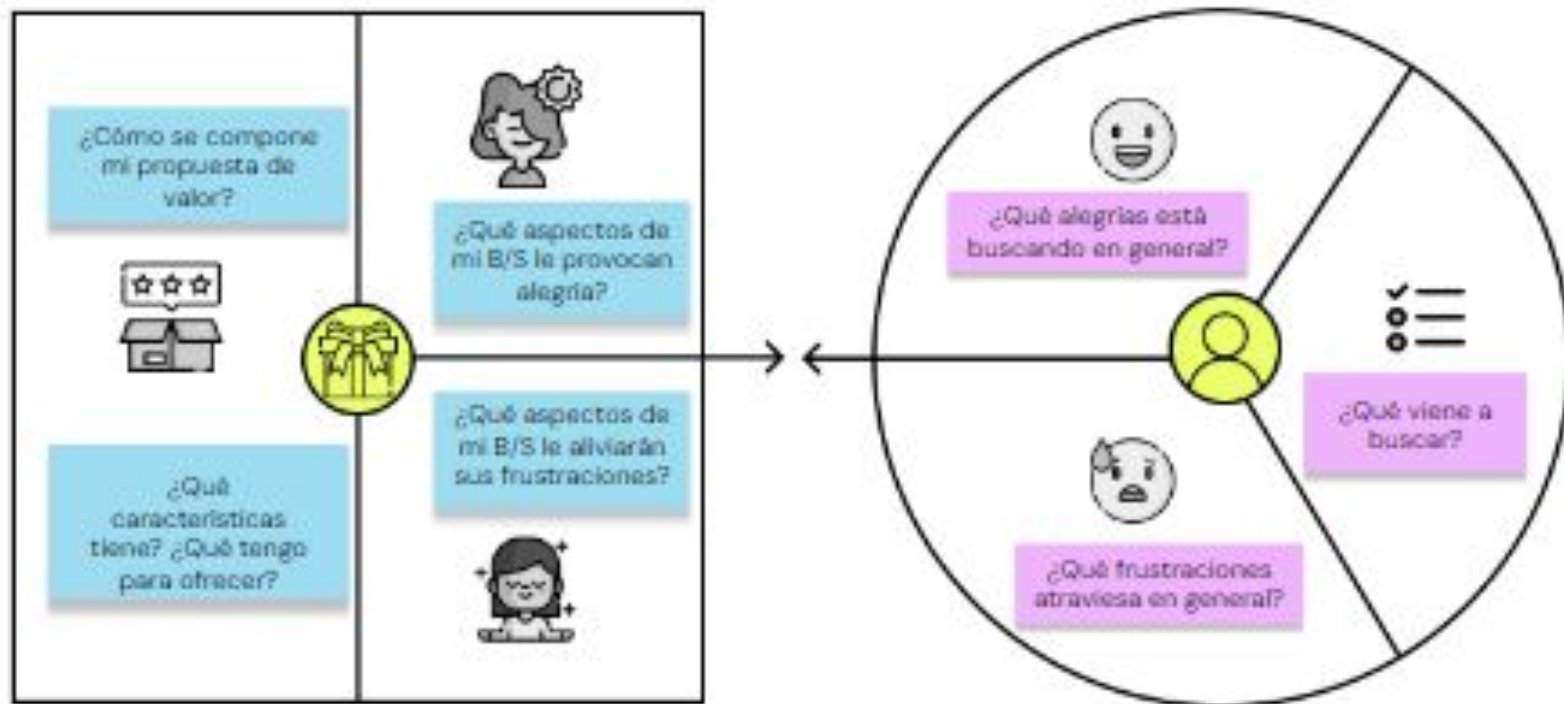 ¿Cómo se compone
mi propuesta de
valor?
¿Qué
características
tiene? ¿Qué tengo
para ofrecer?
¿Qué aspectos de
mi B/S le provocan
alegría?
¿Qué aspectos de
mi B/S le aliviarán
sus frustraciones?
¿Qué alegrías está
buscando en general?
¿Qué viene a
buscar?
¿Qué frustraciones
atraviesa en general?